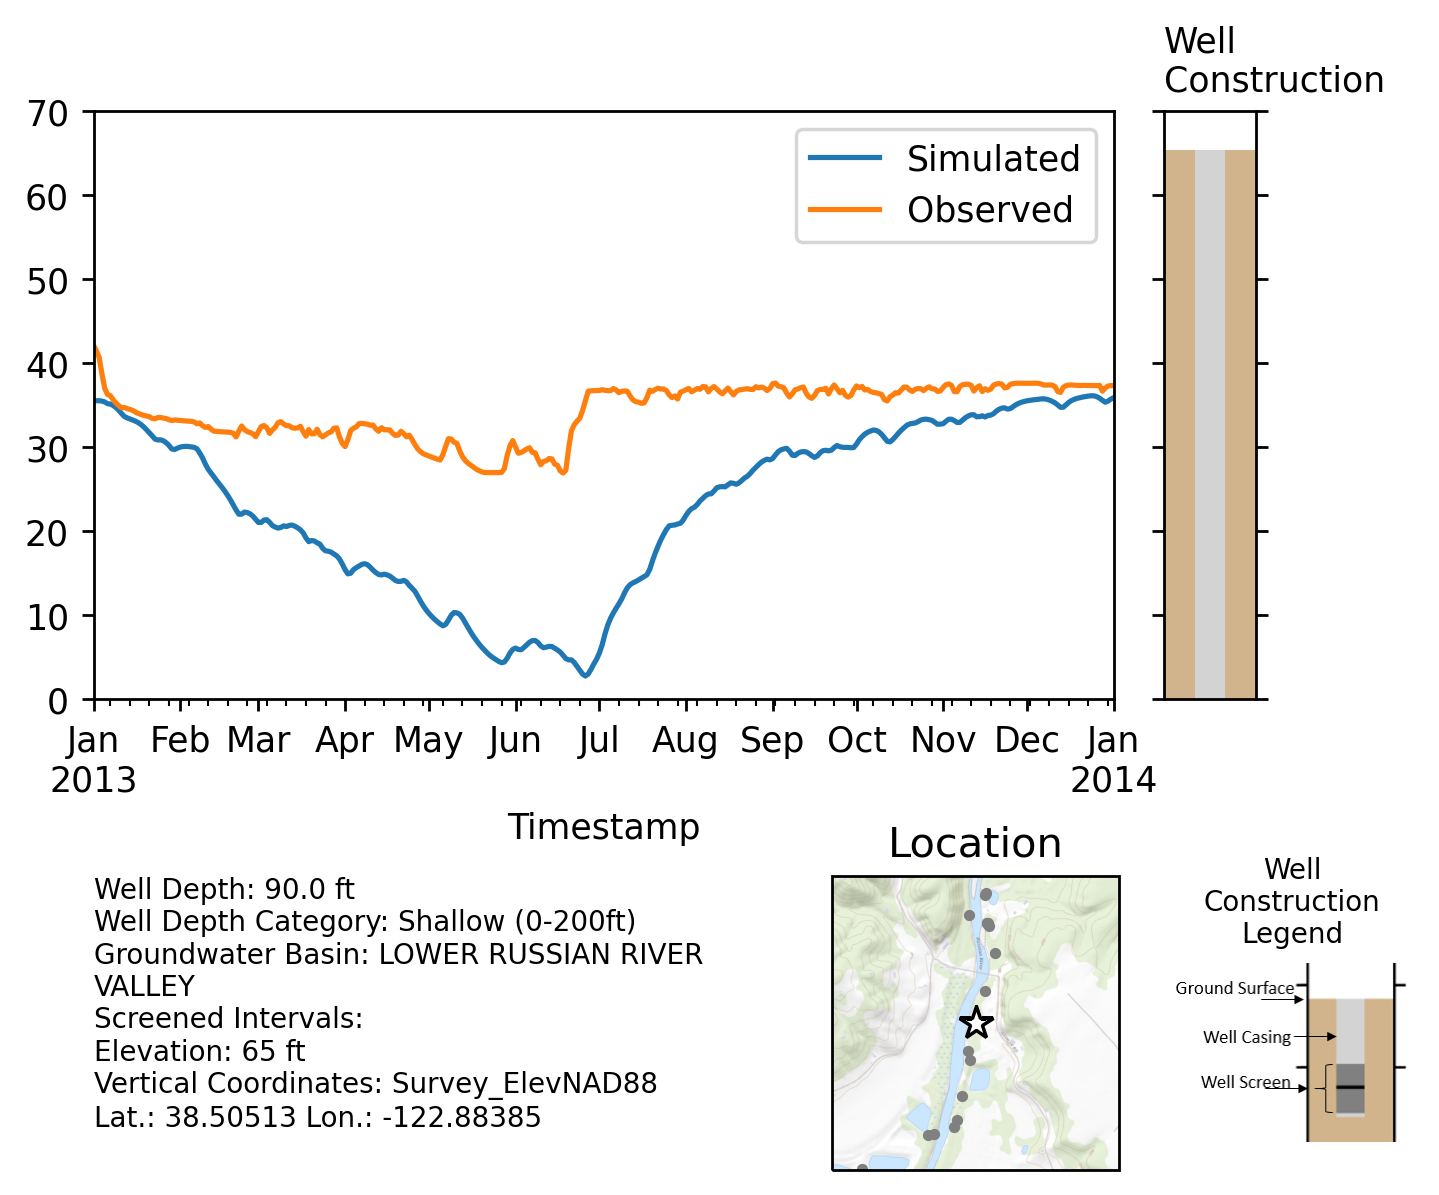 Well
Construction
70
60
50
40
30
20
10
0
Simulated
Observed
Jan Feb Mar Apr May Jun Jul Aug Sep Oct Nov Dec Jan
2013 2014
Timestamp
Well Depth: 90.0 ft
Well Depth Category: Shallow (0-200ft)
Groundwater Basin: LOWER RUSSIAN RIVER
VALLEY
Screened Intervals:
Elevation: 65 ft
Vertical Coordinates: Survey_ElevNAD88
Lat.: 38.50513 Lon.: -122.88385
Location
Well
Construction
Legend
Ground Surface
Well Casing
Well Screen